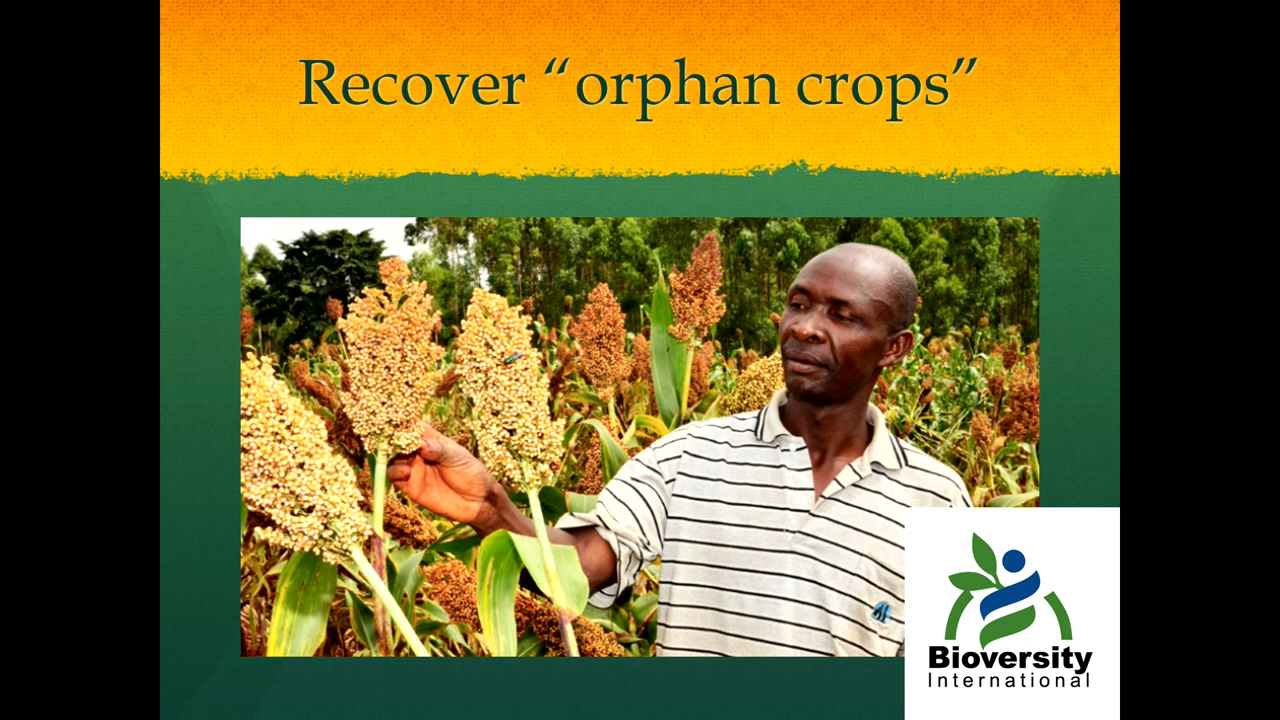 Recover “orphan crops”
Bioversity
International